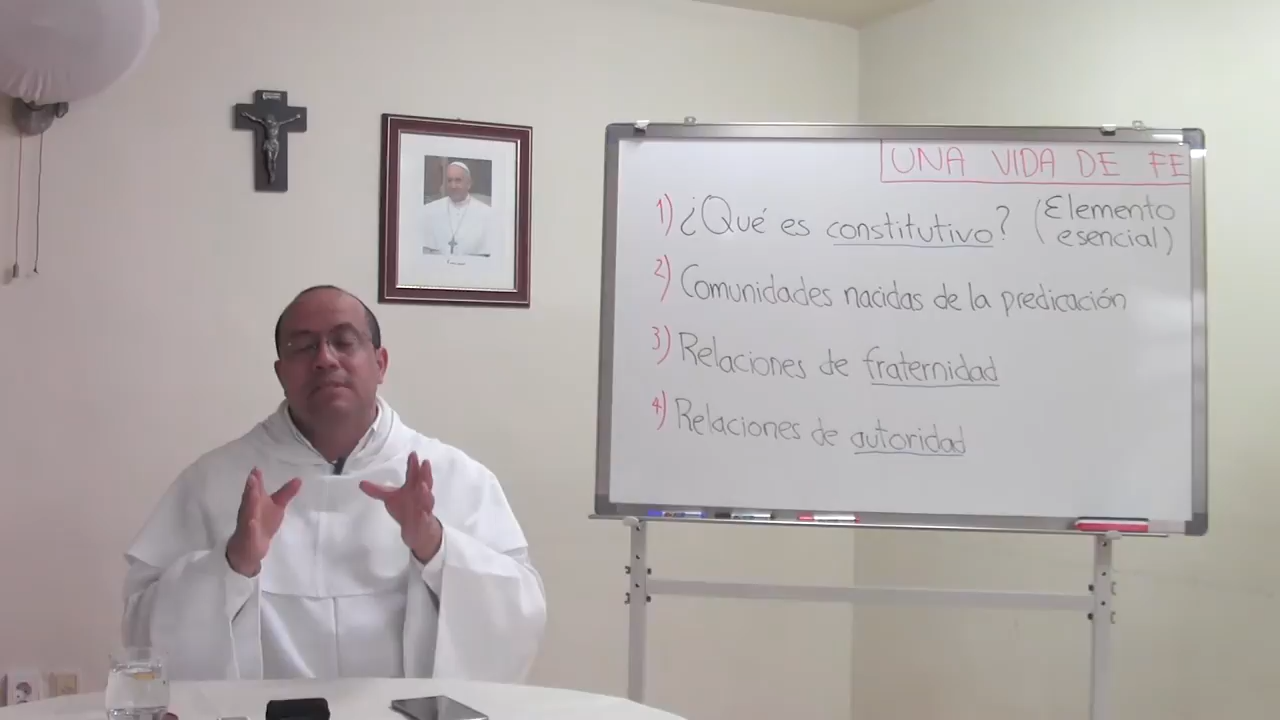 UNA VIDA DE FE
1) ¿Qué es constitutivo? (Elemento
esencial)
2) Comunidades nacidas de la predicación
3) Relaciones de fraternidad
4) Relaciones de autoridad